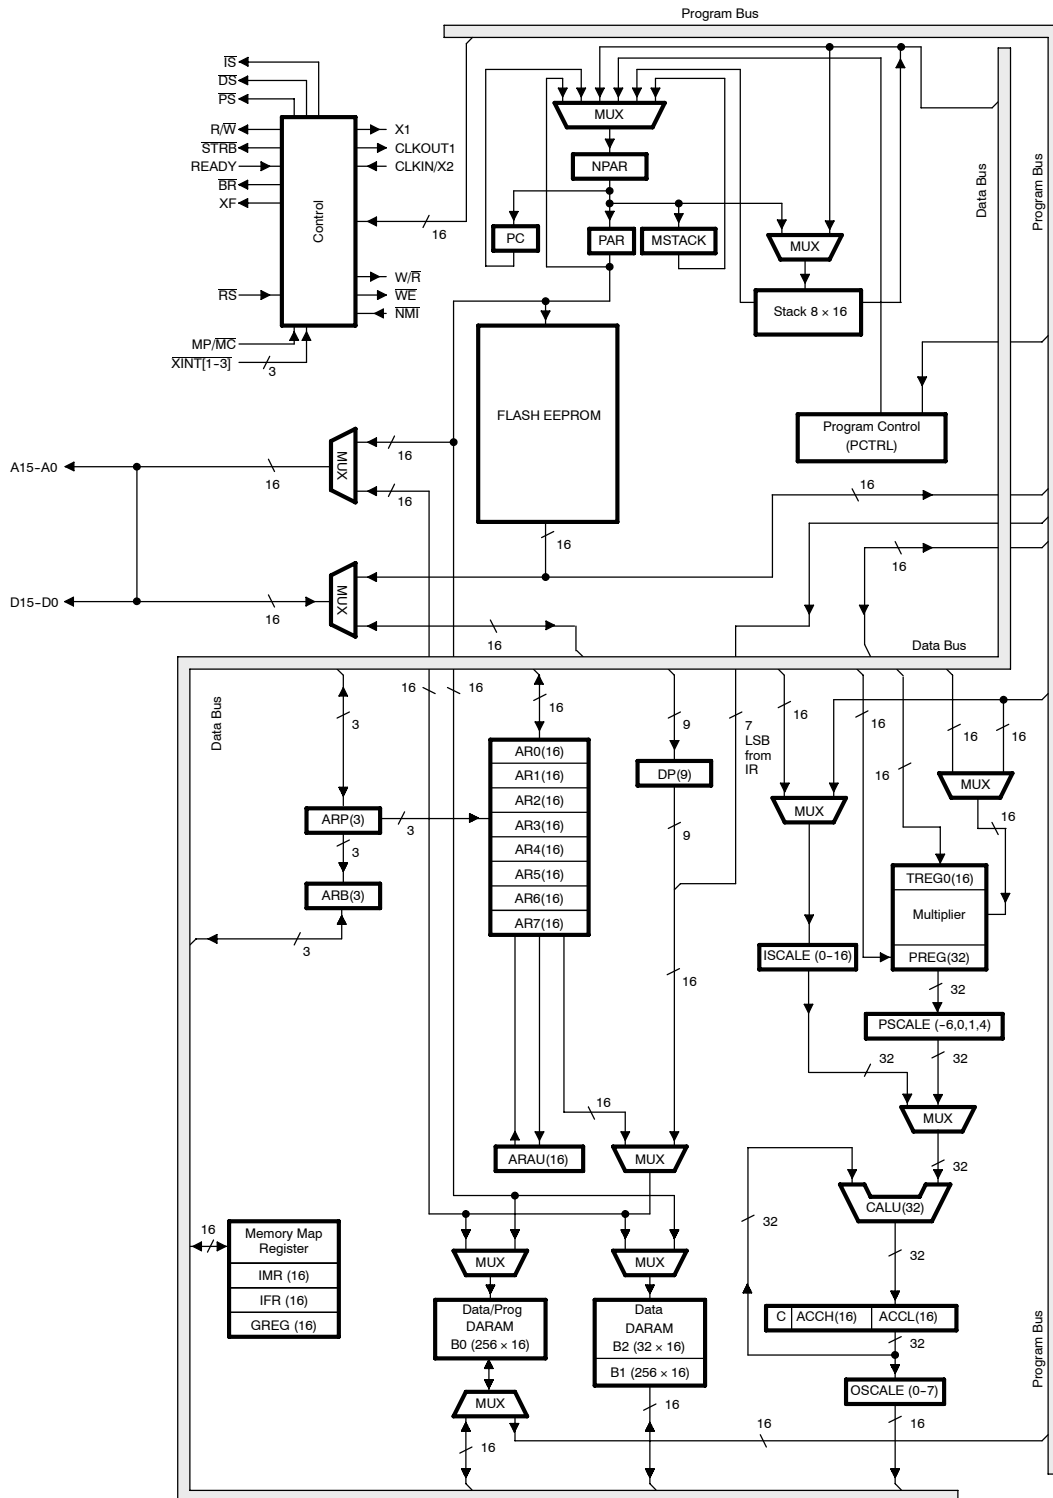 Program Bus
IS
DS
PS
R/W
STRB
READY
BR
XF
RS
MP/MC
XINT[1-3]
3
Control
X1
CLKOUT1
CLKIN/X2
16
W/R
WE
NMI
MUX
NPAR
PC
PAR
MSTACK
MUX
Stack 8 × 16
Data Bus
Program Bus
FLASH EEPROM
Program Control
(PCTRL)
A15-A0
16
MUX
16
16
16
16
D15-D0
16
MUX
16
16
Data Bus
Data Bus
3
16
16
16
9
7
LSB
from
IR
16
16
16
16
16
AR0(16)
AR1(16)
AR2(16)
AR3(16)
AR4(16)
AR5(16)
AR6(16)
AR7(16)
DP(9)
9
MUX
MUX
16
ARP(3)
3
3
ARB(3)
3
TREG0(16)
Multiplier
PREG(32)
ISCALE (0-16)
16
32
PSCALE (-6,0,1,4)
32
32
16
MUX
ARAU(16)
MUX
32
CALU(32)
32
32
16
Memory Map
Register
IMR (16)
IFR (16)
GREG (16)
MUX
MUX
Data/Prog
DARAM
B0 (256 × 16)
Data
DARAM
B2 (32 × 16)
B1 (256 × 16)
C
ACCH(16)
ACCL(16)
32
OSCALE (0-7)
MUX
16
16
16
16
Program Bus